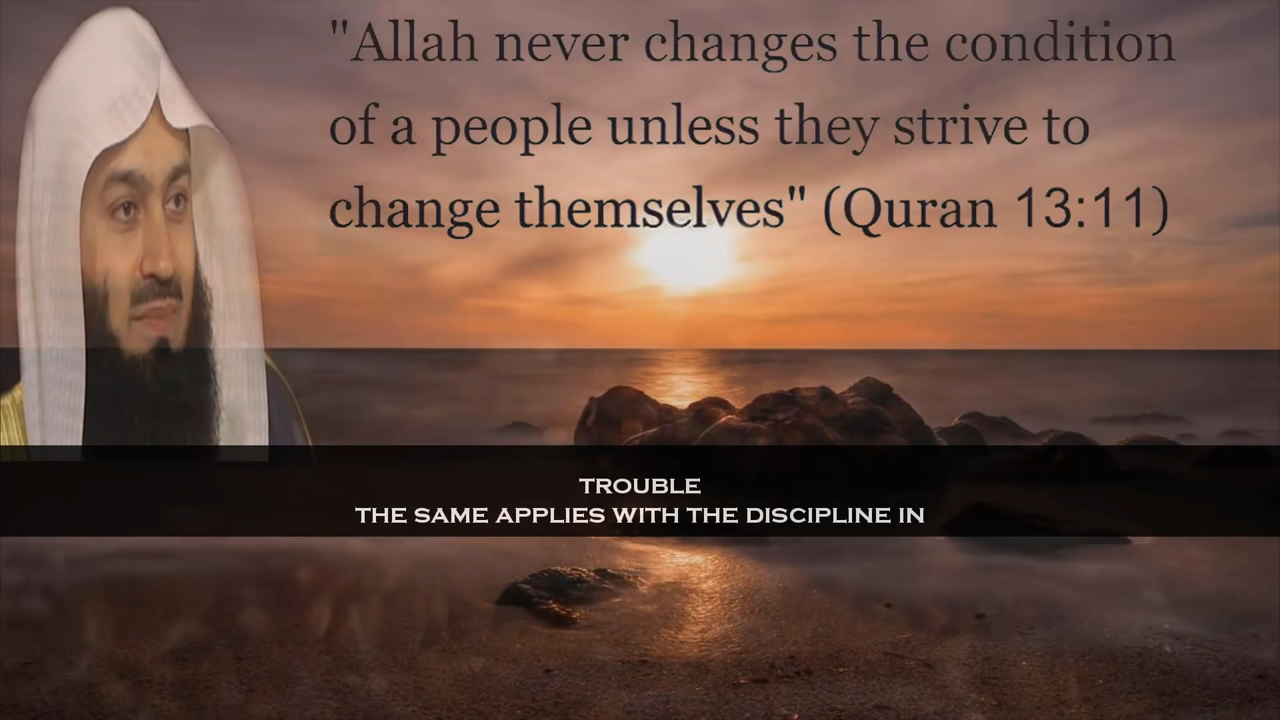 "Allah never changes the condition
of a people unless they strive to
change themselves" (Quran 13:11)
TROUBLE
THE SAME APPLIES WITH THE DISCIPLINE IN